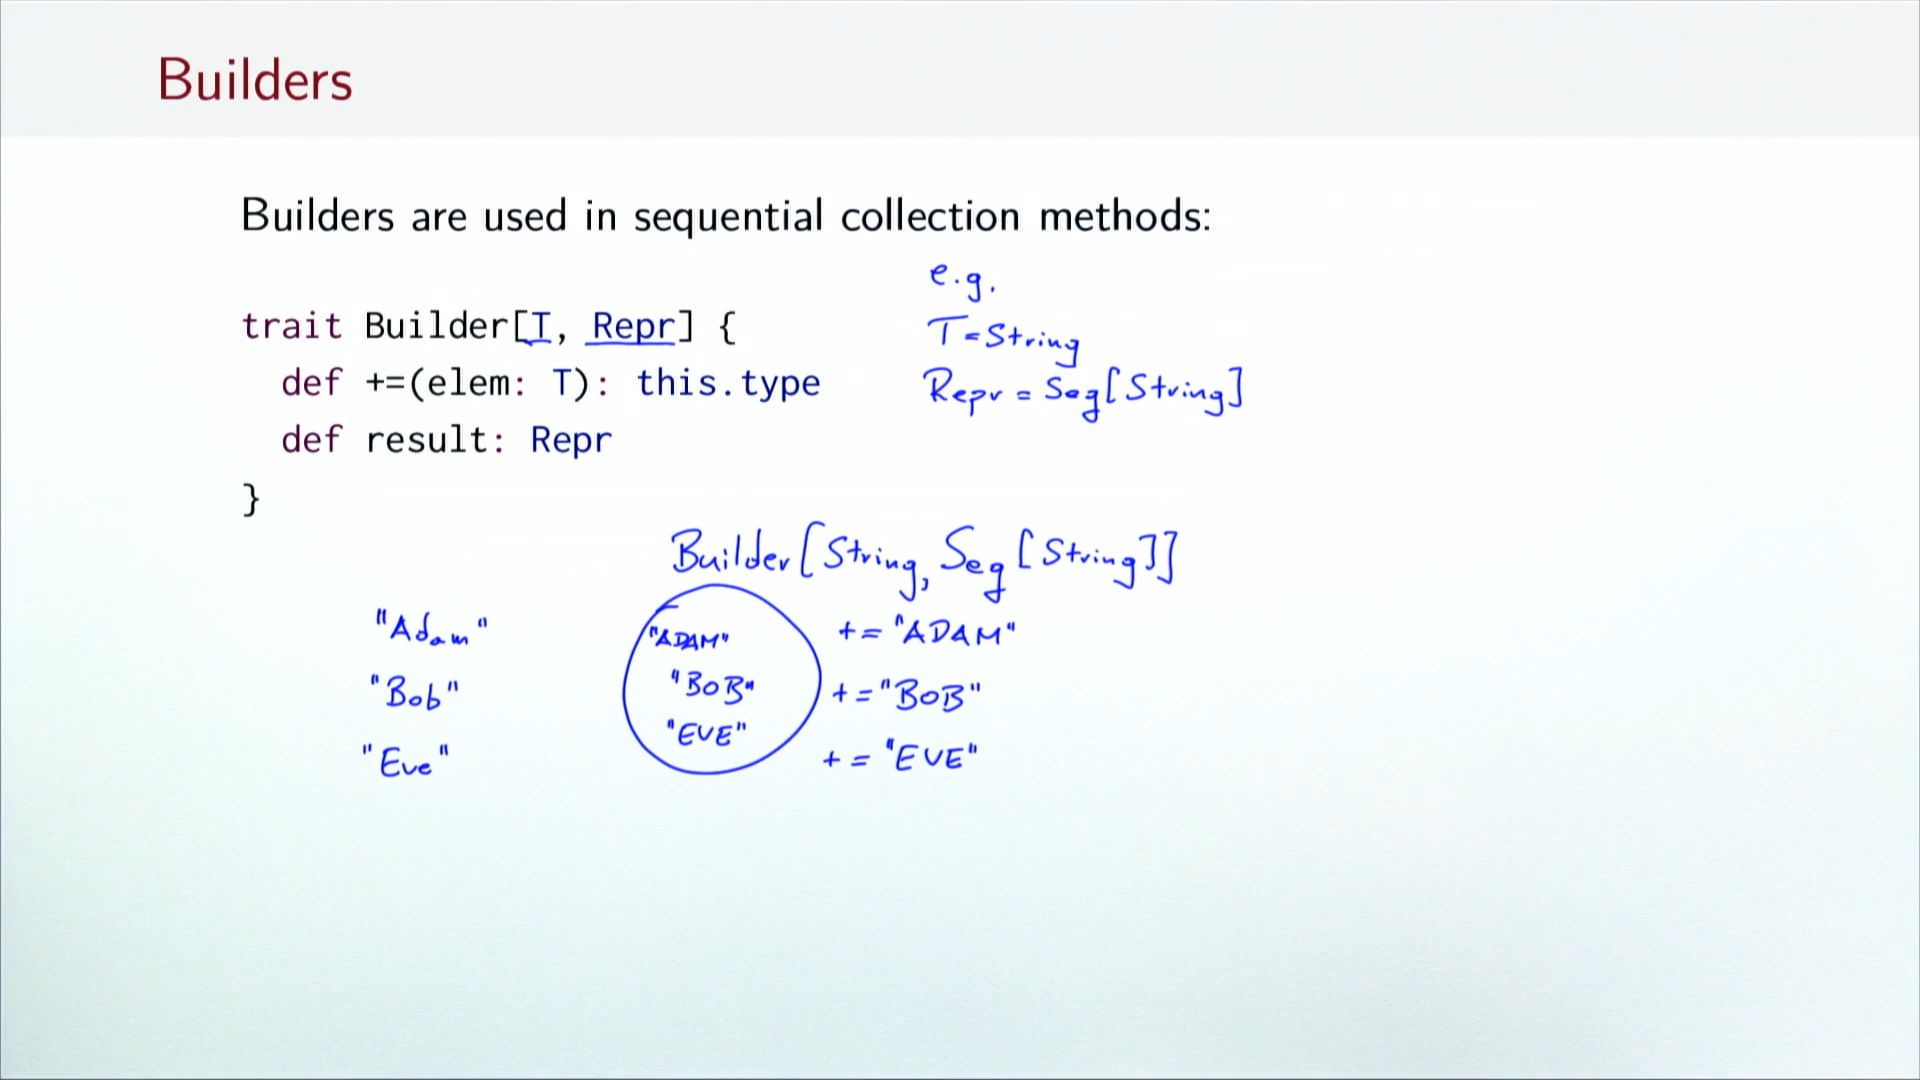 Builders
Builders are used in sequential collection methods:
e.g.
trait Builder[T, Repr] {
T=String
def +=(elem: T): this.type
Repr = Seq[String]
def result: Repr
}
Builder[String, Seq[String]]
"Adam" "ADAM" += "ADAM"
"Bob" "BOB" += "BOB"
"Eve" "EVE" += "EVE"